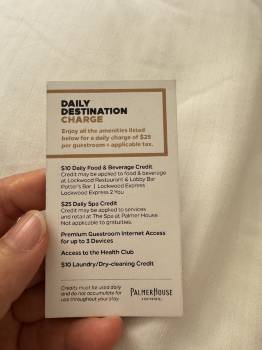 DAILY
DESTINATION
CHARGE
Enjoy all the amenities listed
below for a daily charge of $25
per guestroom + applicable tax.
$10 Daily Food & Beverage Credit
Credit may be applied to food & beverage
at Lockwood Restaurant & Lobby Bar
Potter's Bar | Lockwood Express
Lockwood Express 2 You
$25 Daily Spa Credit
Credit may be applied to services
and retail at The Spa at Palmer House
Not applicable to gratuities.
Premium Guestroom Internet Access
for up to 3 Devices
Access to the Health Club
$10 Laundry/Dry-cleaning Credit
Credits must be used daily
and do not accumulate for
use throughout your stay.
PALMER HOUSE